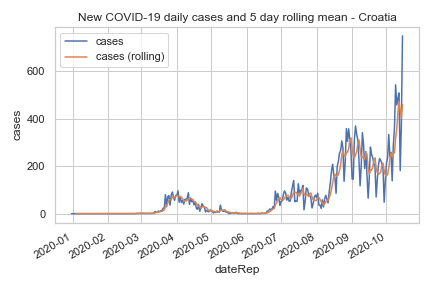 New COVID-19 daily cases and 5 day rolling mean - Croatia
cases
cases (rolling)
600
400
200
0
cases
2020-01
2020-02
2020-03
2020-04
2020-05
2020-06
2020-07
2020-08
2020-09
2020-10
dateRep